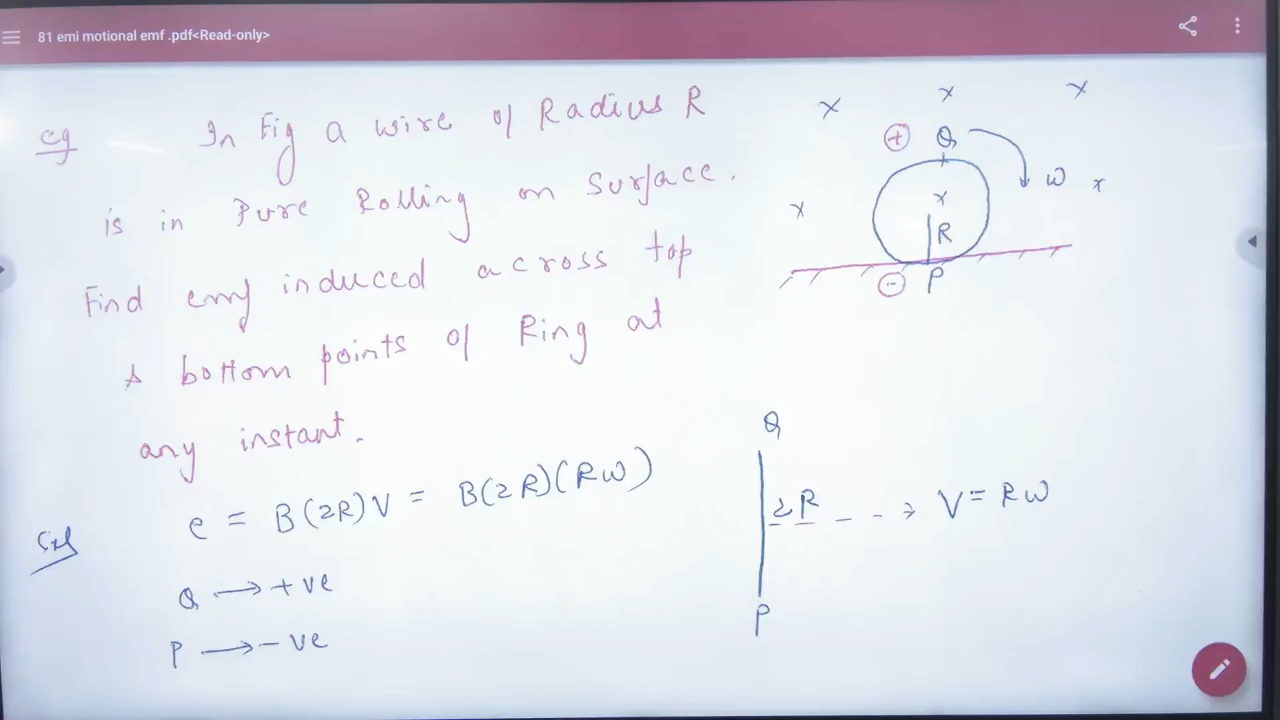 81 emi motional emf .pdf<Read-only>
eg In Fig a wire of Radius R
is in Pure Rolling on Surface.
Find emf induced across top
& bottom points of Ring at
any instant.
Sol e = B(2R)V = B(2R)(Rω)
Q → +ve
P → -ve
x x x
+ Q
ω x
x x
R
- P
Q
2R V = Rω
P